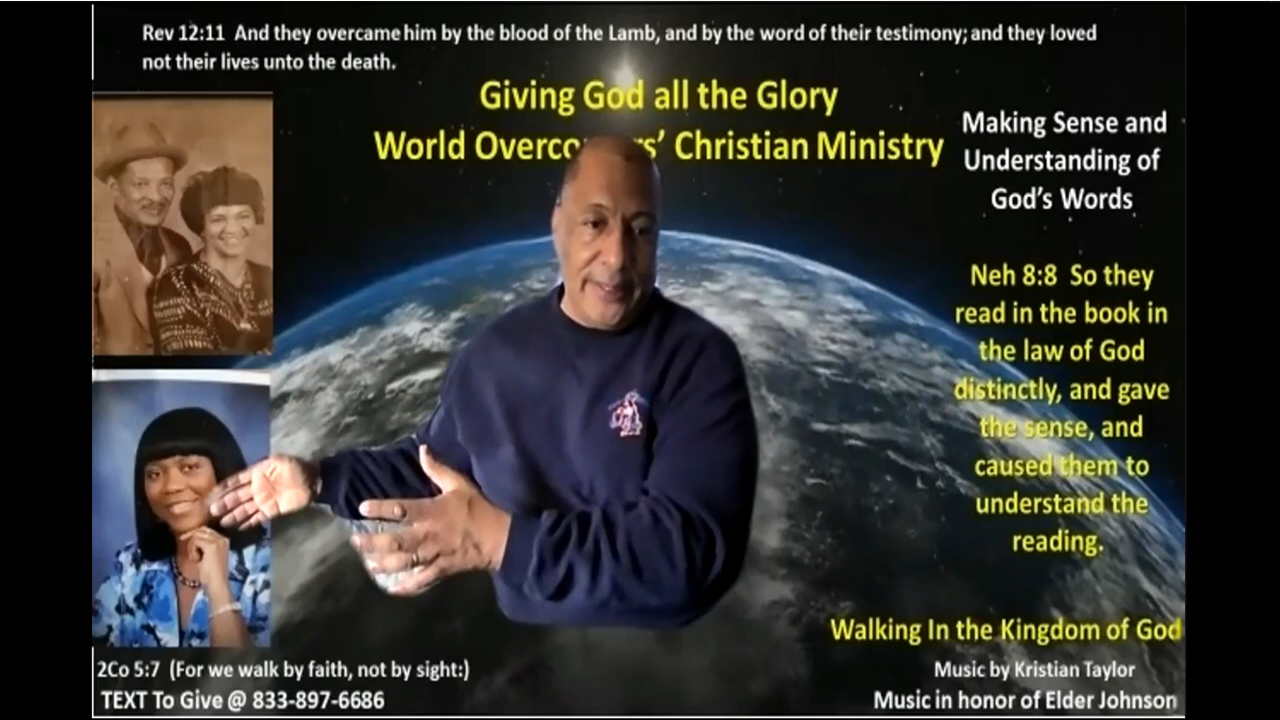 Rev 12:11 And they overcame him by the blood of the Lamb, and by the word of their testimony; and they loved
not their lives unto the death.
Giving God all the Glory
World Overco rs' Christian Ministry
Making Sense and
Understanding of
God's Words
Neh 8:8 So they
read in the book in
the law of God
distinctly, and gave
the sense, and
caused them to
understand the
reading.
Walking In the Kingdom of God
2Co 5:7 (For we walk by faith, not by sight:)
TEXT To Give @ 833-897-6686
Music by Kristian Taylor
Music in honor of Elder Johnson